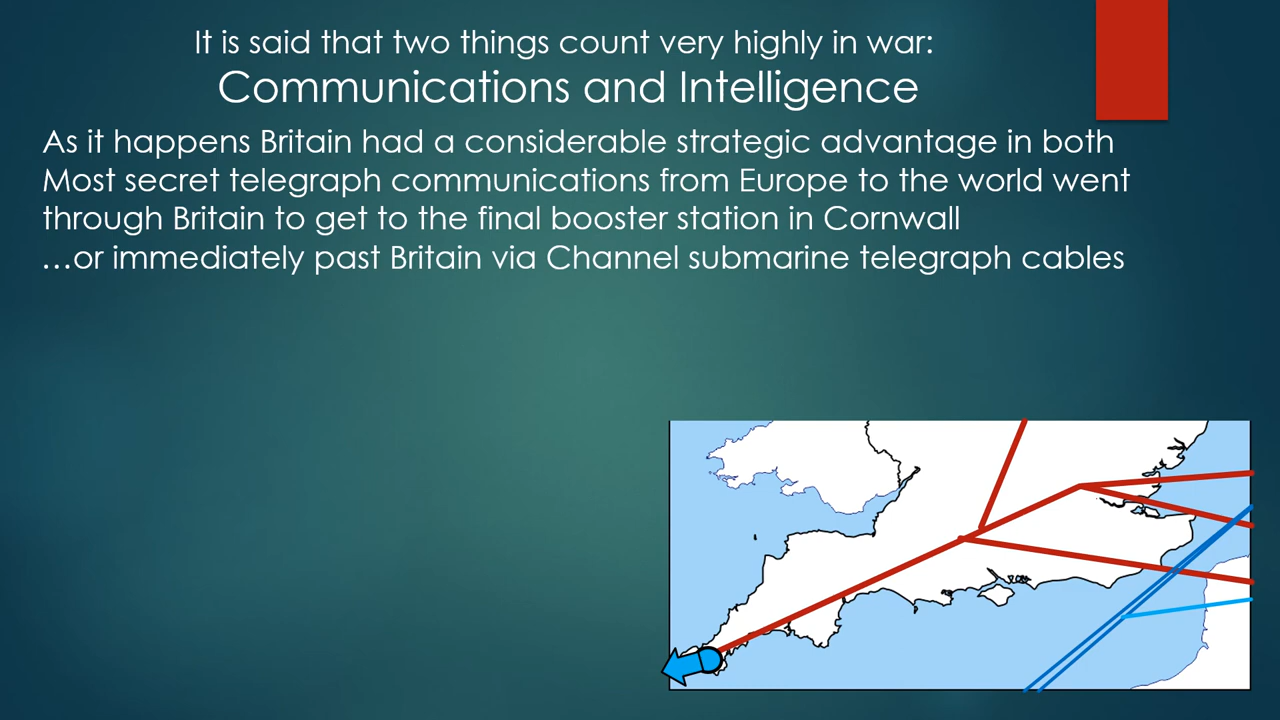 It is said that two things count very highly in war:
Communications and Intelligence
As it happens Britain had a considerable strategic advantage in both
Most secret telegraph communications from Europe to the world went
through Britain to get to the final booster station in Cornwall
…or immediately past Britain via Channel submarine telegraph cables